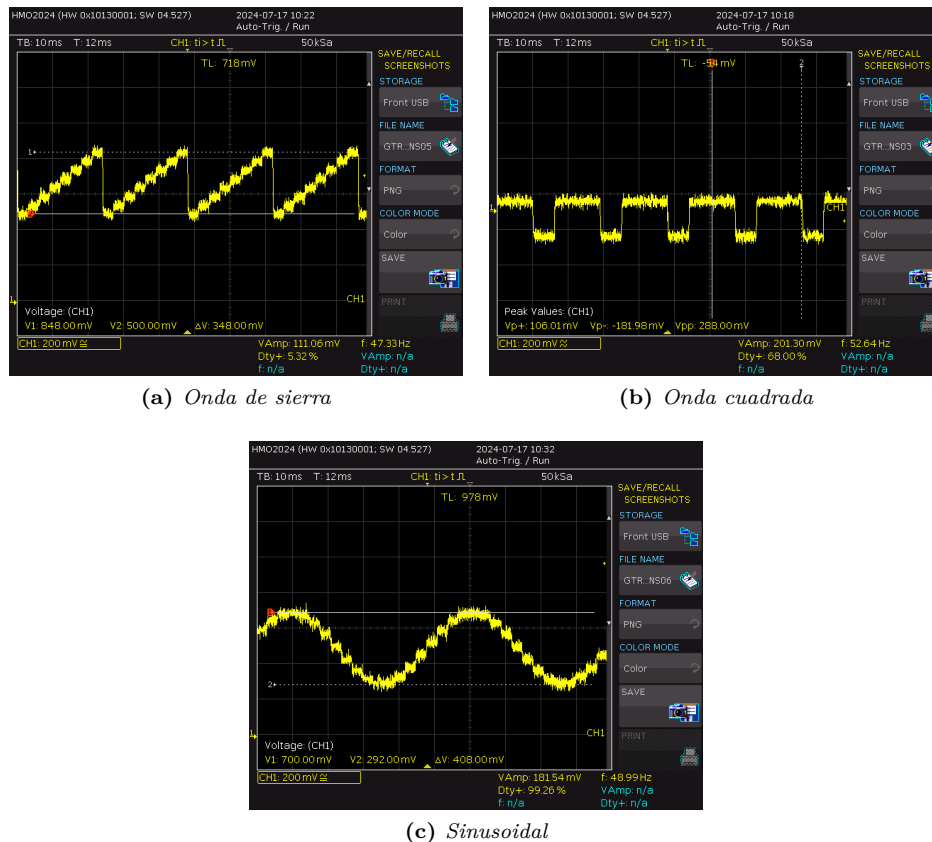 HMO2024 (HW 0x10130001; SW 04.527) 2024-07-17 10:22
Auto-Trig. / Run
TB: 10 ms T: 12 ms CH1: ti > t 50 kSa
TL: 718 mV
SAVE/RECALL
SCREENSHOTS
STORAGE
Front USB
FILE NAME
GTR...NS05
FORMAT
PNG
COLOR MODE
Color
SAVE
PRINT
1
2
1
CH1
Voltage: (CH1)
V1: 848.00 mV V2: 500.00 mV ΔV: 348.00 mV
CH1: 200 mV ≅ VAmp: 111.06 mV f: 47.33 Hz
Dty+: 5.32 % VAmp: n/a
f: n/a Dty+: n/a
(a) Onda de sierra
HMO2024 (HW 0x10130001; SW 04.527) 2024-07-17 10:18
Auto-Trig. / Run
TB: 10 ms T: 12 ms CH1: ti > t 50 kSa
TL: -54 mV
2
SAVE/RECALL
SCREENSHOTS
STORAGE
Front USB
FILE NAME
GTR...NS03
FORMAT
PNG
COLOR MODE
Color
SAVE
PRINT
1
CH1
Peak Values: (CH1)
Vp+: 106.01 mV Vp-: -181.98 mV Vpp: 288.00 mV
CH1: 200 mV ≈ VAmp: 201.30 mV f: 52.64 Hz
Dty+: 68.00 % VAmp: n/a
f: n/a Dty+: n/a
(b) Onda cuadrada
HMO2024 (HW 0x10130001; SW 04.527) 2024-07-17 10:32
Auto-Trig. / Run
TB: 10 ms T: 12 ms CH1: ti > t 50 kSa
TL: 978 mV
SAVE/RECALL
SCREENSHOTS
STORAGE
Front USB
FILE NAME
GTR...NS06
FORMAT
PNG
COLOR MODE
Color
SAVE
PRINT
2
1
CH1
Voltage: (CH1)
V1: 700.00 mV V2: 292.00 mV ΔV: 408.00 mV
CH1: 200 mV ≅ VAmp: 181.54 mV f: 48.99 Hz
Dty+: 99.26 % VAmp: n/a
f: n/a Dty+: n/a
(c) Sinusoidal